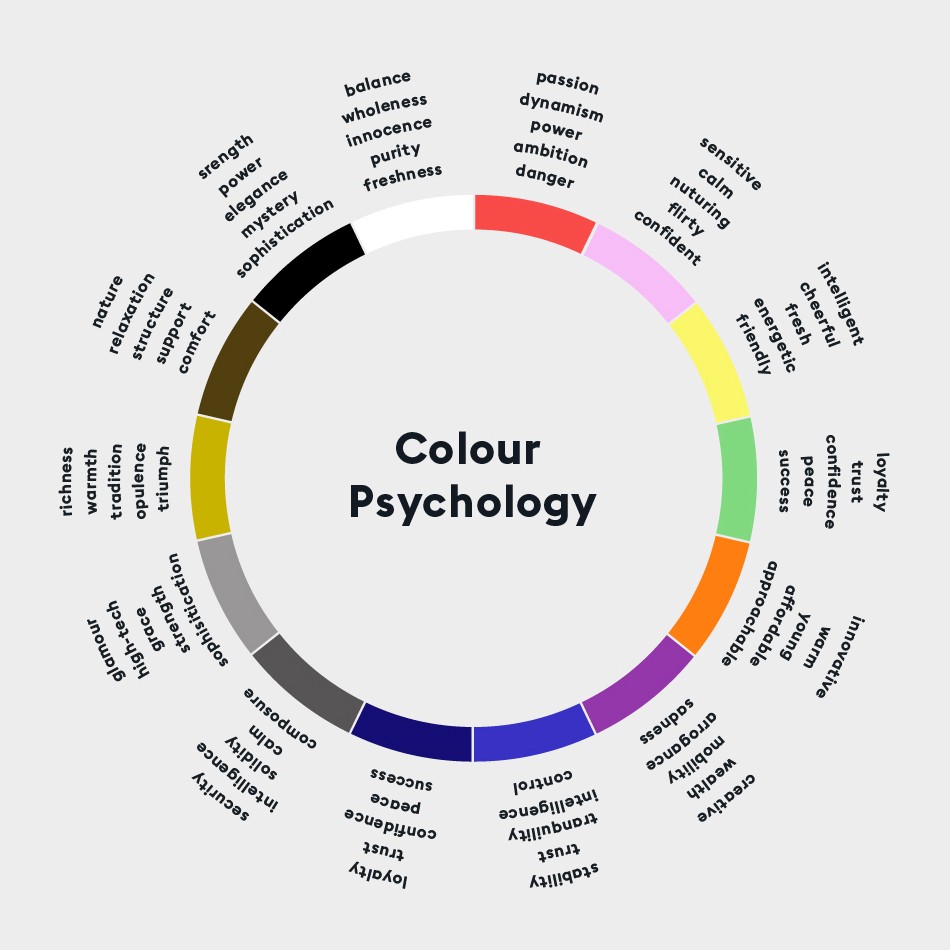 Colour
Psychology
passion
dynamism
power
ambition
danger
sensitive
calm
nuturing
flirty
confident
intelligent
cheerful
fresh
energetic
friendly
loyalty
trust
confidence
peace
success
innovative
warm
young
affordable
approachable
creative
wealth
mobility
arrogance
sadness
stability
trust
tranquility
intelligence
control
loyalty
trust
confidence
peace
success
security
intelligence
solidity
calm
composure
glamour
high-tech
grace
strength
sophisitication
richness
warmth
tradition
opulence
triumph
nature
relaxation
structure
support
comfort
srength
power
elegance
mystery
sophistication
balance
wholeness
innocence
purity
freshness